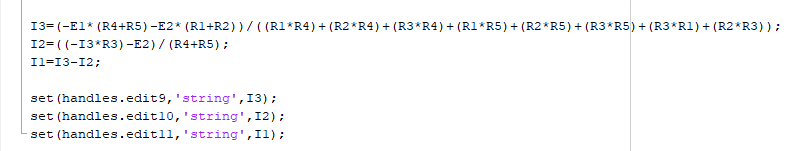 I3=(-E1*(R4+R5)-E2*(R1+R2))/((R1*R4)+(R2*R4)+(R3*R4)+(R1*R5)+(R2*R5)+(R3*R5)+(R3*R1)+(R2*R3));
I2=((-I3*R3)-E2)/(R4+R5);
I1=I3-I2;
set(handles.edit9,'string',I3);
set(handles.edit10,'string',I2);
set(handles.edit11,'string',I1);